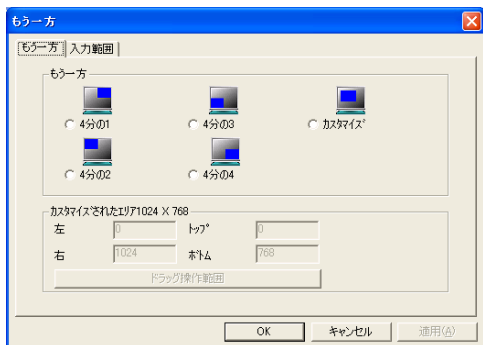 もう一方
もう一方 入力範囲
もう一方
4分の1 4分の3 カスタマイズ
4分の2 4分の4
カスタマイズされたエリア1024 X 768
左 0 トップ 0
右 1024 ボトム 768
ドラッグ操作範囲
OK キャンセル 適用(A)